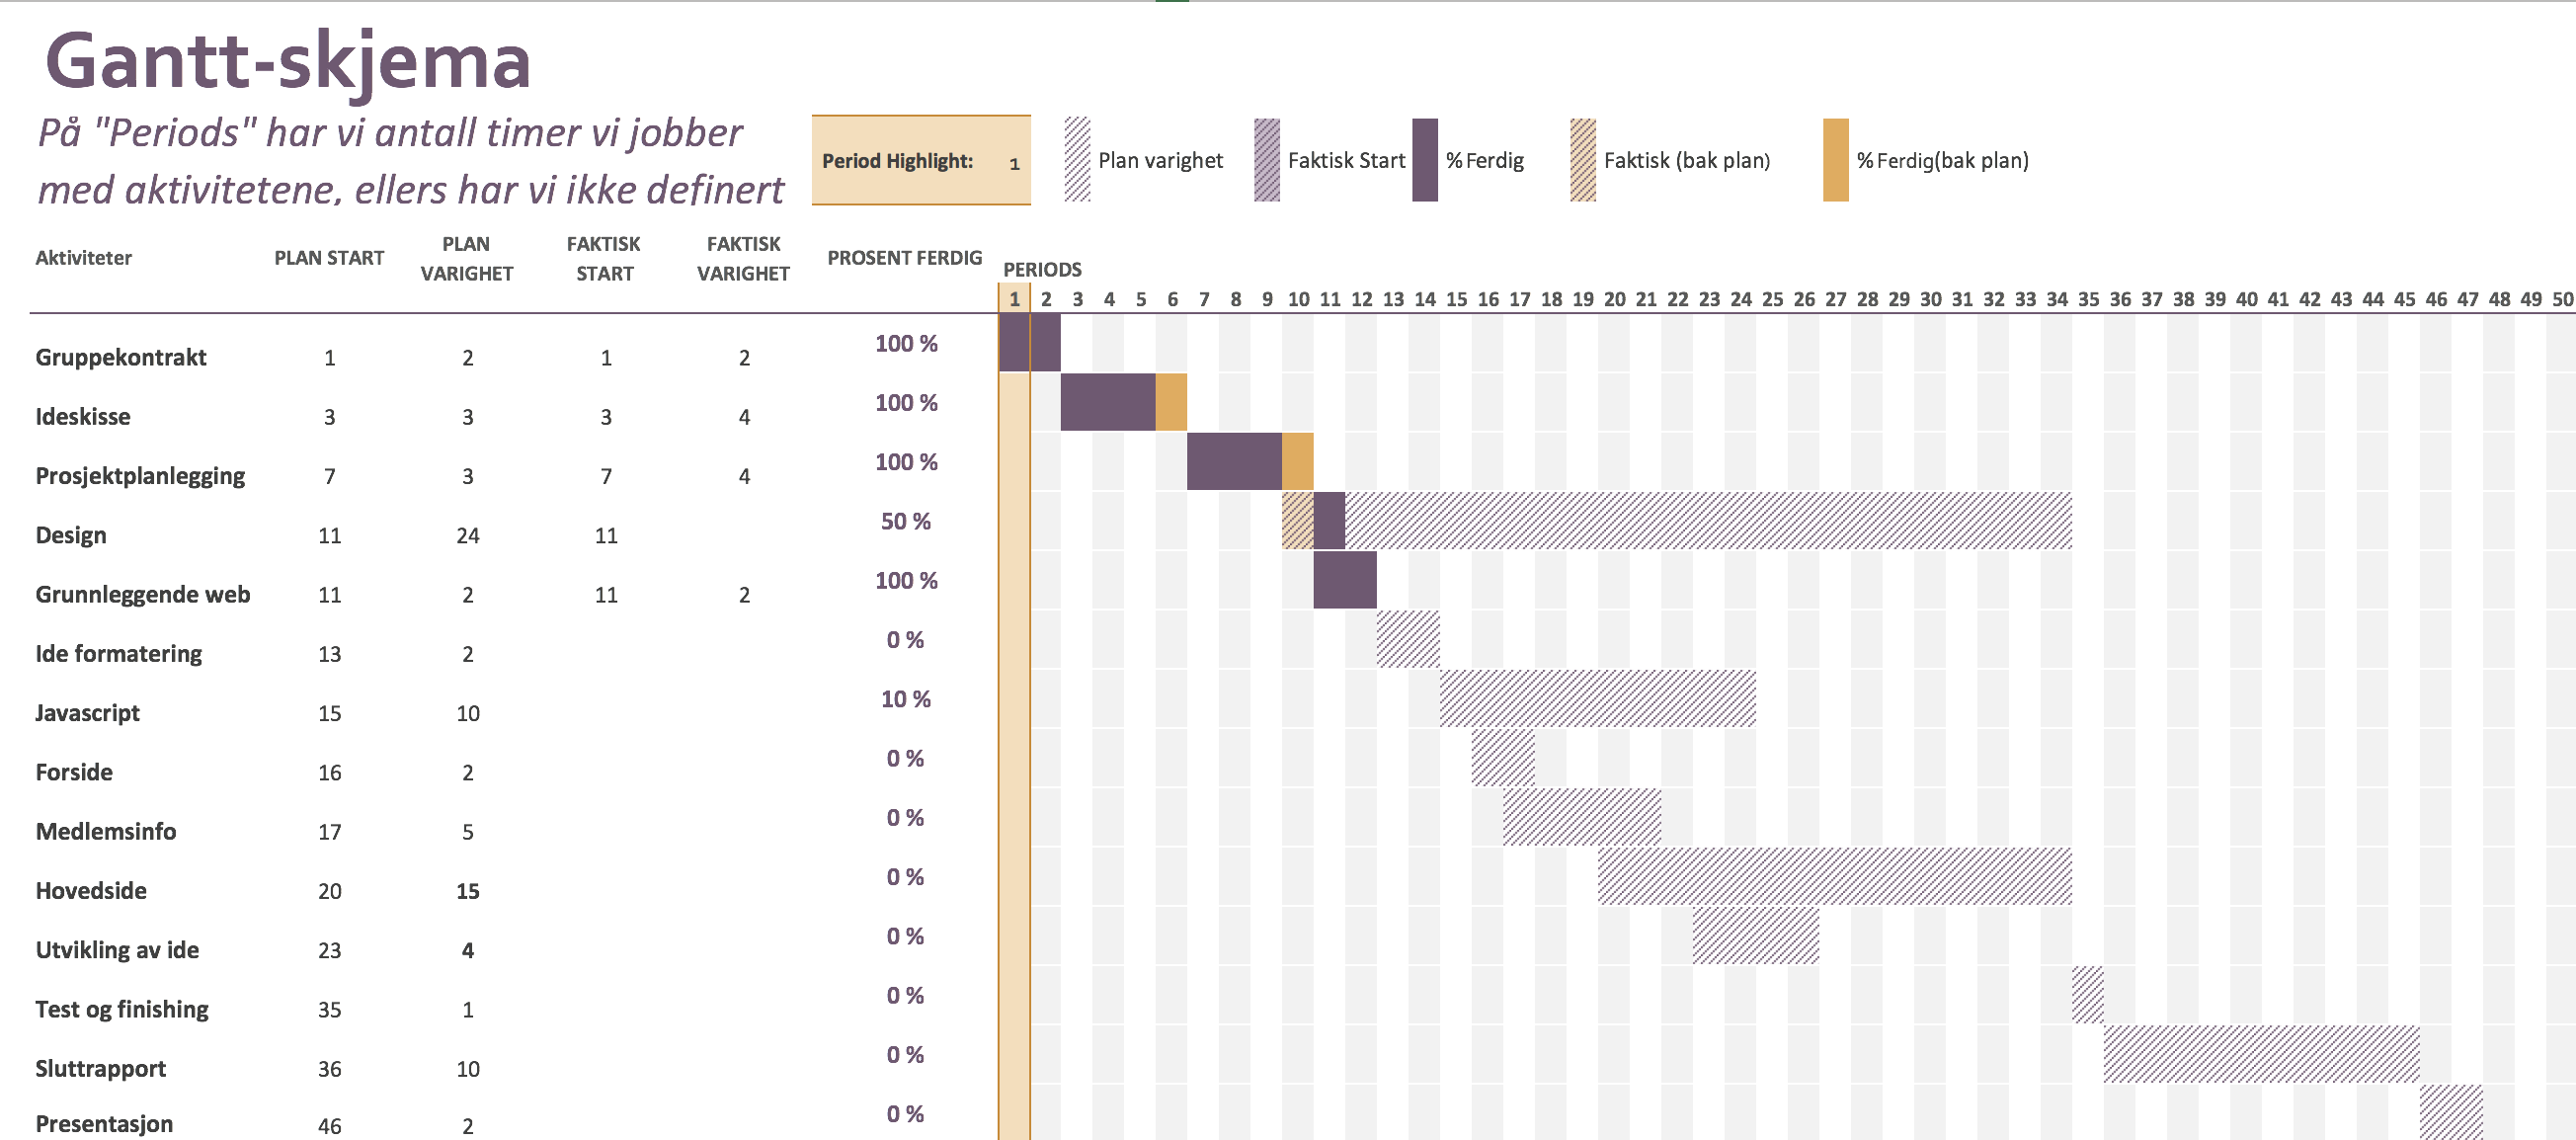 Gantt-skjema
På "Periods" har vi antall timer vi jobber
med aktivitetene, ellers har vi ikke definert
Period Highlight: 1
Plan varighet
Faktisk Start
% Ferdig
Faktisk (bak plan)
% Ferdig(bak plan)
Aktiviteter PLAN START PLAN VARIGHET FAKTISK START FAKTISK VARIGHET PROSENT FERDIG PERIODS
1 2 3 4 5 6 7 8 9 10 11 12 13 14 15 16 17 18 19 20 21 22 23 24 25 26 27 28 29 30 31 32 33 34 35 36 37 38 39 40 41 42 43 44 45 46 47 48 49 50
Gruppekontrakt 1 2 1 2 100 %
Ideskisse 3 3 3 4 100 %
Prosjektplanlegging 7 3 7 4 100 %
Design 11 24 11 50 %
Grunnleggende web 11 2 11 2 100 %
Ide formatering 13 2 0 %
Javascript 15 10 10 %
Forside 16 2 0 %
Medlemsinfo 17 5 0 %
Hovedside 20 15 0 %
Utvikling av ide 23 4 0 %
Test og finishing 35 1 0 %
Sluttrapport 36 10 0 %
Presentasjon 46 2 0 %